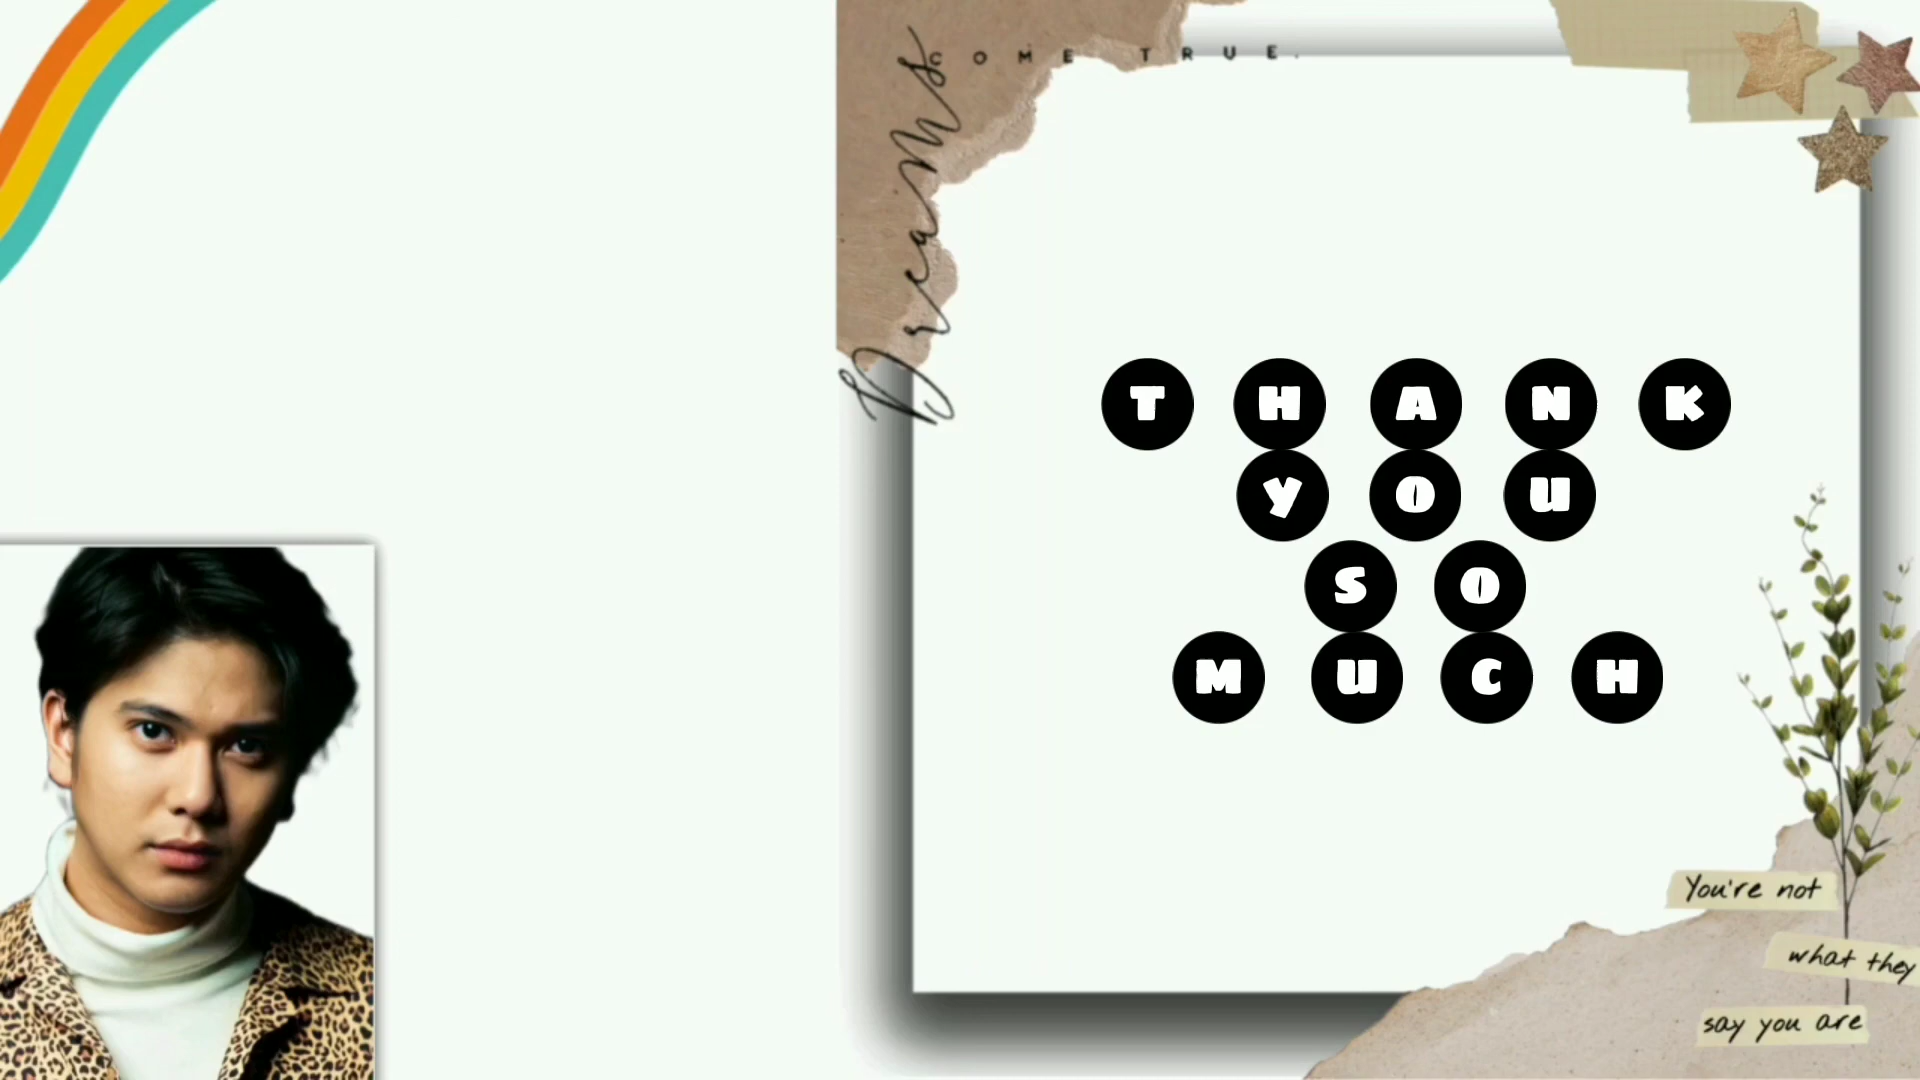 Dreams
COME TRUE.
THANK
YOU
SO
MUCH
You're not
what they
say you are